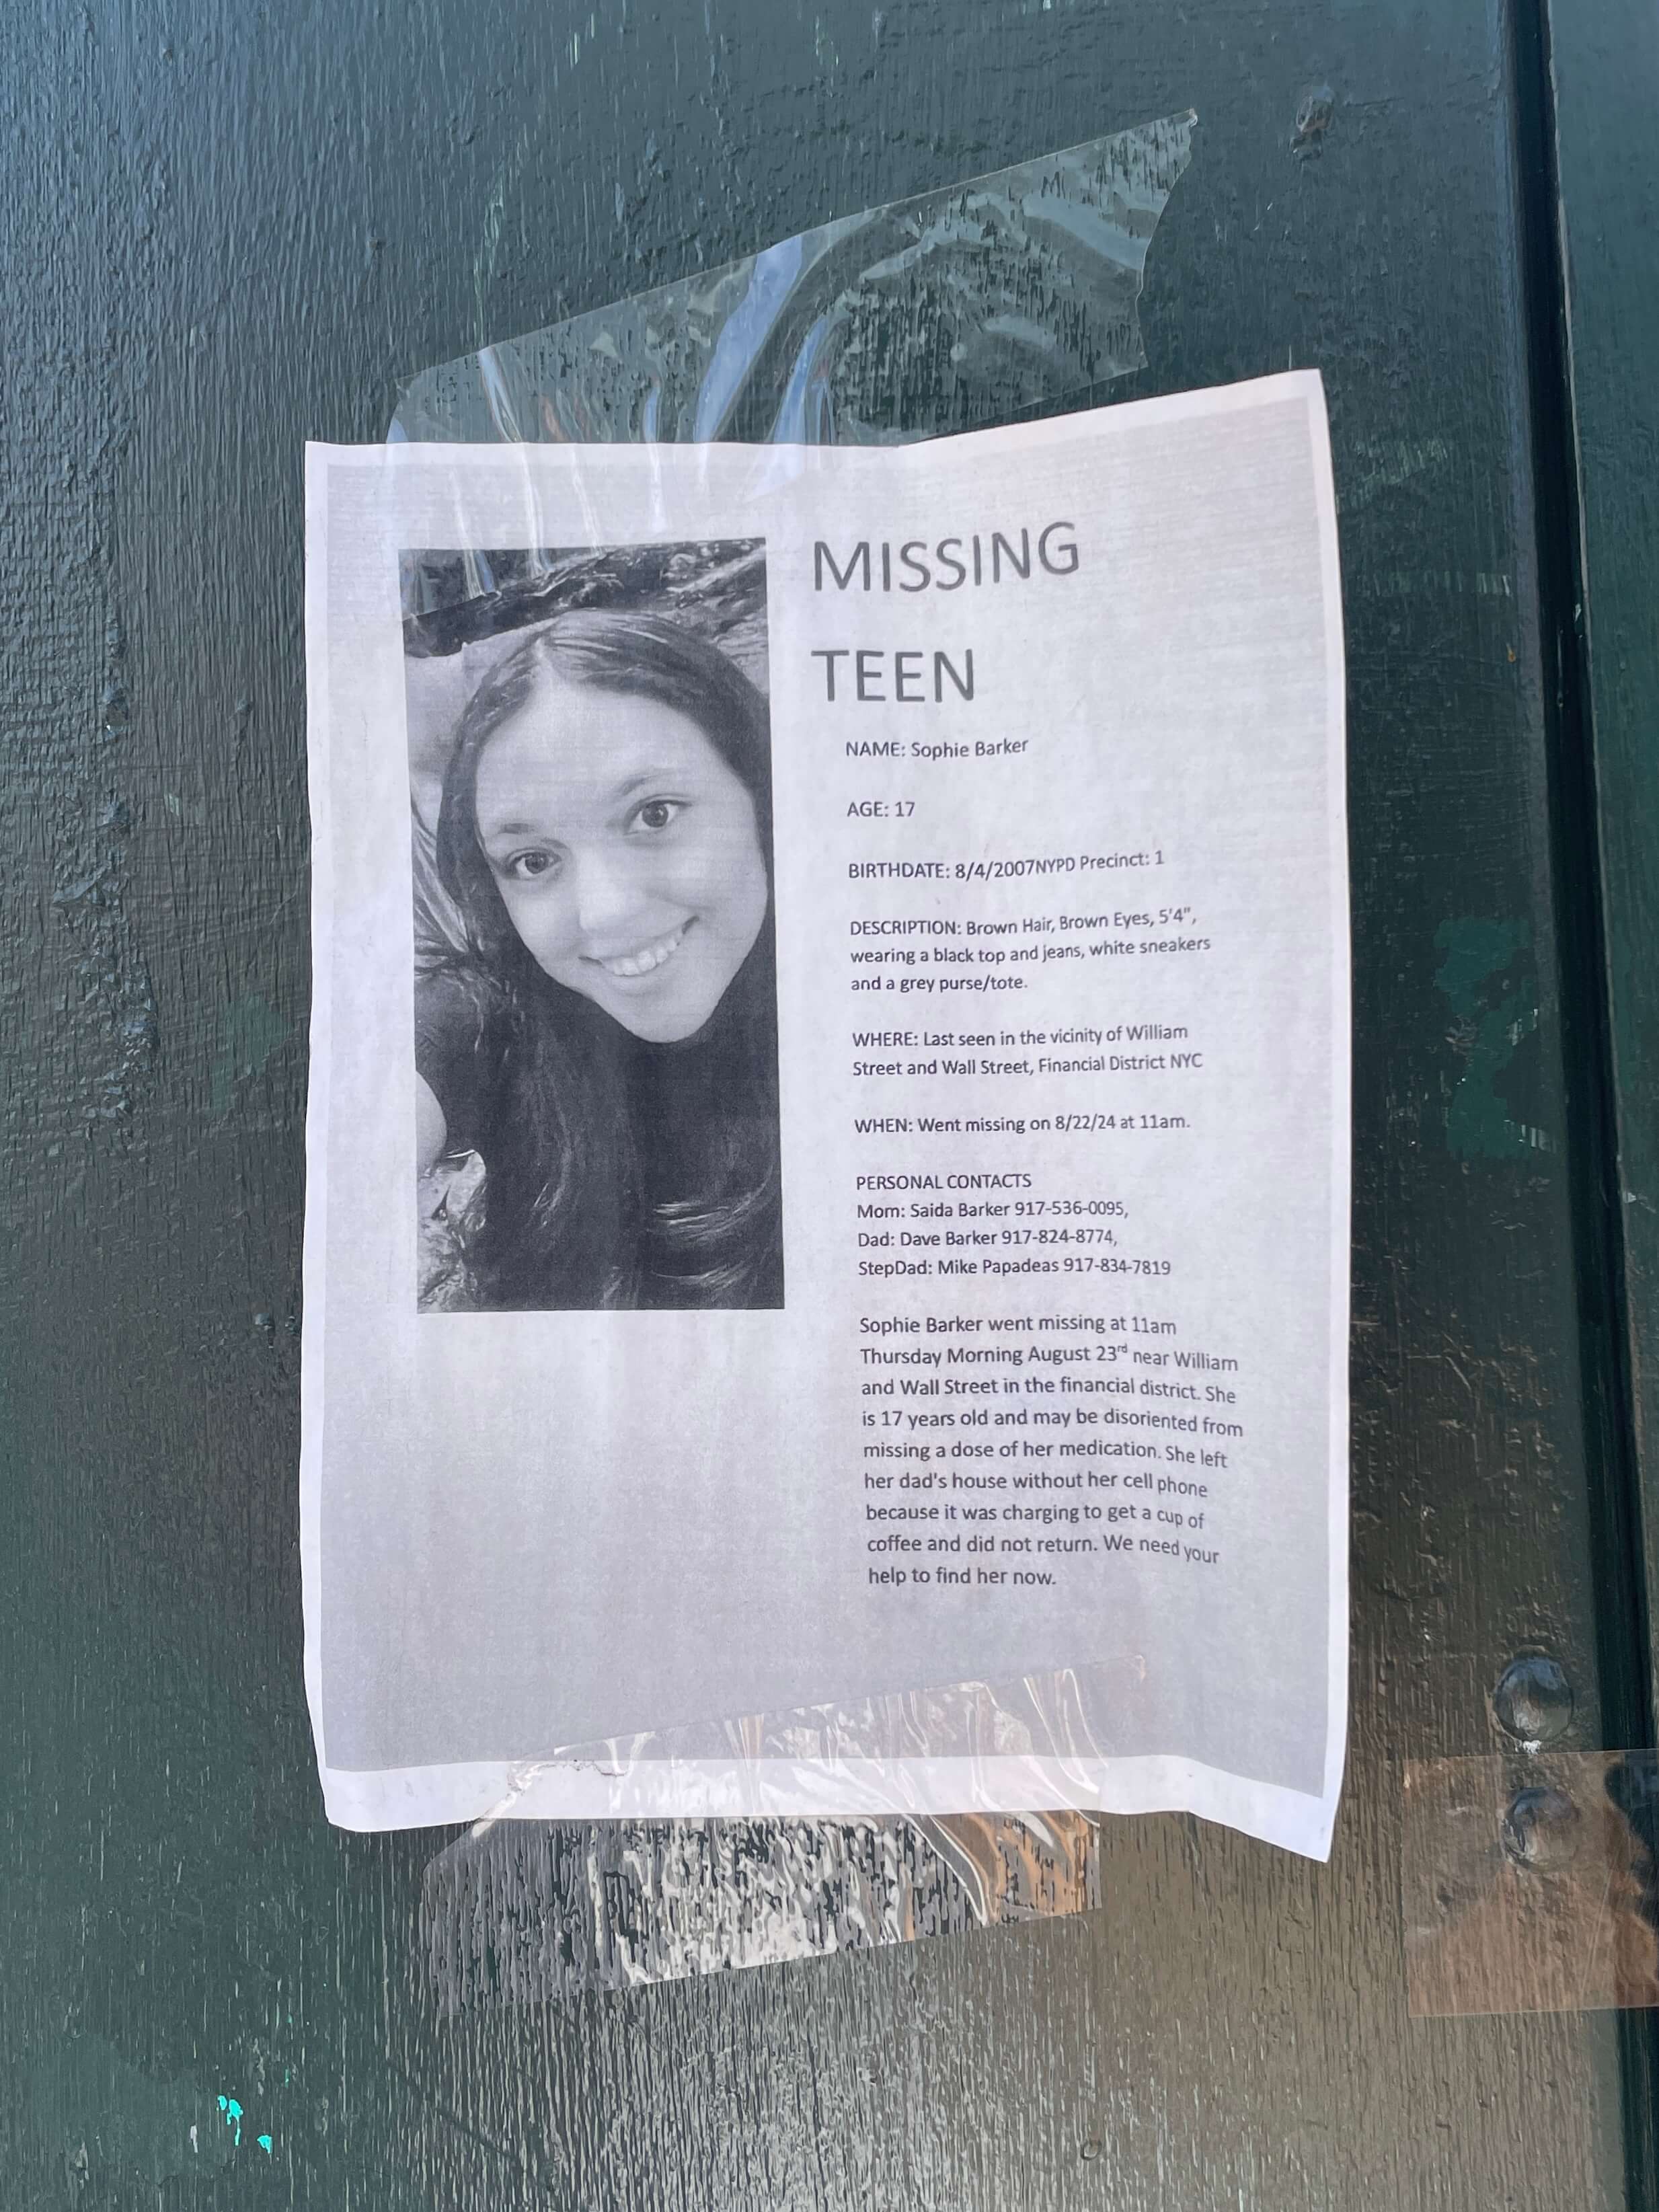 MISSING
TEEN
NAME: Sophie Barker
AGE: 17
BIRTHDATE: 8/4/2007NYPD Precinct: 1
DESCRIPTION: Brown Hair, Brown Eyes, 5'4",
wearing a black top and jeans, white sneakers
and a grey purse/tote.
WHERE: Last seen in the vicinity of William
Street and Wall Street, Financial District NYC
WHEN: Went missing on 8/22/24 at 11am.
PERSONAL CONTACTS
Mom: Saida Barker 917-536-0095,
Dad: Dave Barker 917-824-8774,
StepDad: Mike Papadeas 917-834-7819
Sophie Barker went missing at 11am
Thursday Morning August 23rd near William
and Wall Street in the financial district. She
is 17 years old and may be disoriented from
missing a dose of her medication. She left
her dad's house without her cell phone
because it was charging to get a cup of
coffee and did not return. We need your
help to find her now.